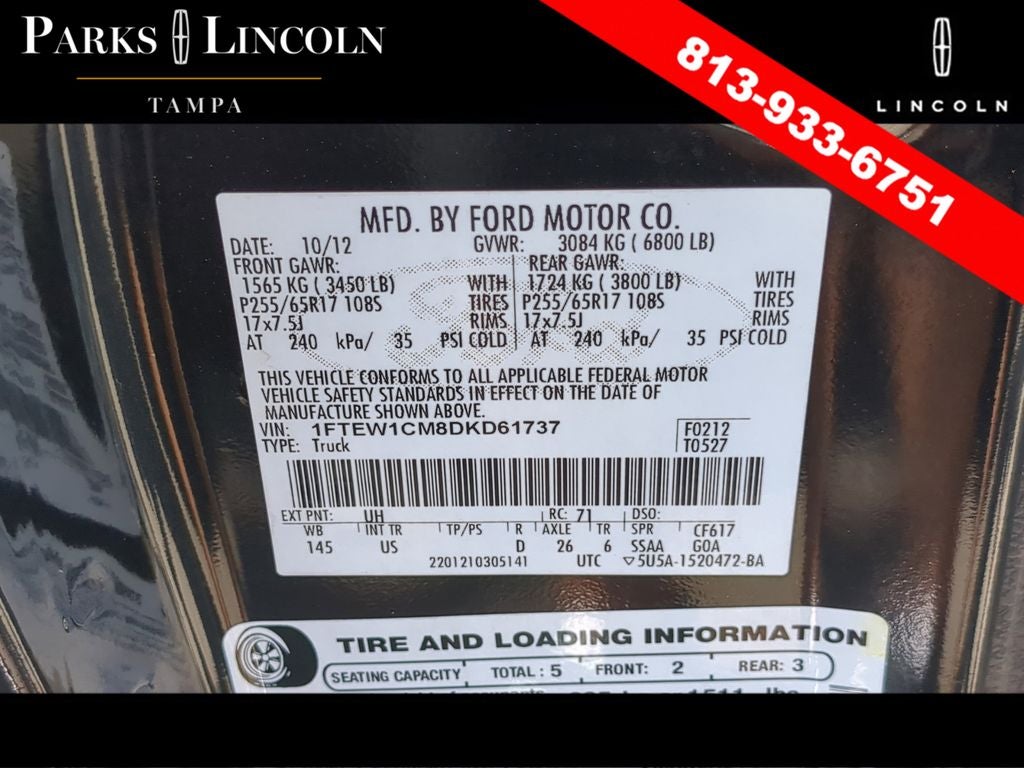 PARKS LINCOLN
TAMPA
813-933-6751
LINCOLN
MFD. BY FORD MOTOR CO.
DATE: 10/12 GVWR: 3084 KG ( 6800 LB)
FRONT GAWR: REAR GAWR:
1565 KG ( 3450 LB) WITH 1724 KG ( 3800 LB) WITH
P255/65R17 108S TIRES P255/65R17 108S TIRES
17x7.5J RIMS 17x7.5J RIMS
AT 240 kPa/ 35 PSI COLD AT 240 kPa/ 35 PSI COLD
THIS VEHICLE CONFORMS TO ALL APPLICABLE FEDERAL MOTOR
VEHICLE SAFETY STANDARDS IN EFFECT ON THE DATE OF
MANUFACTURE SHOWN ABOVE.
VIN: 1FTEW1CM8DKD61737 F0212
TYPE: Truck T0527
EXT PNT: UH RC: 71 DSO:
WB INT TR TP/PS R AXLE TR SPR CF617
145 US D 26 6 SSAA GOA
2201210305141 UTC ▽5U5A-1520472-BA
TIRE AND LOADING INFORMATION
SEATING CAPACITY TOTAL : 5 FRONT: 2 REAR: 3